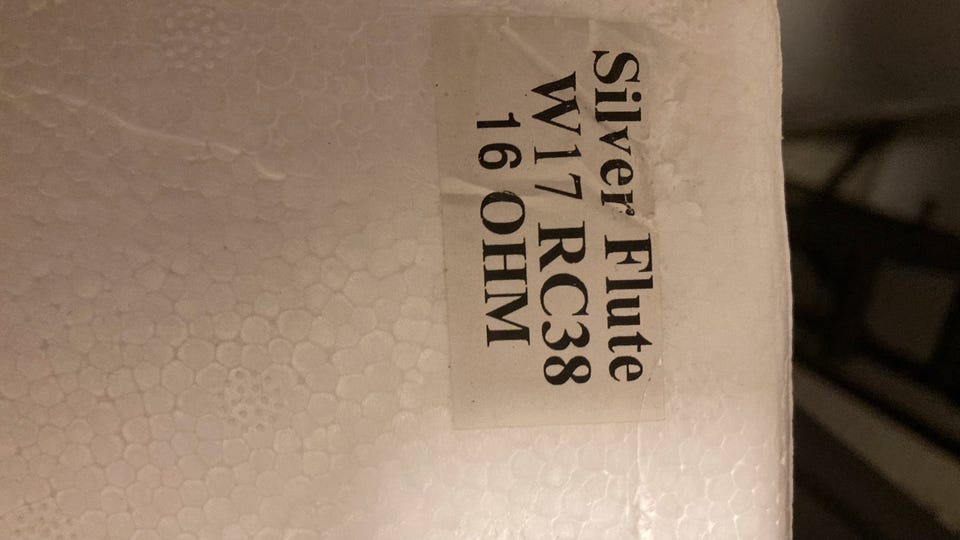 Silver Flute
W17 RC38
16 OHM